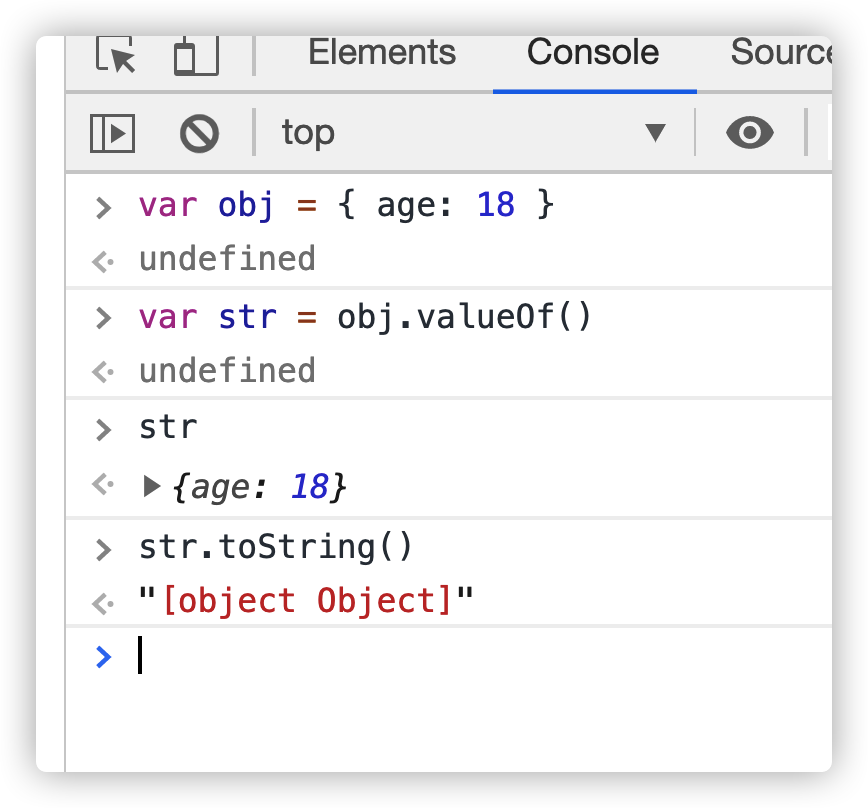 Elements Console Source
top
var obj = { age: 18 }
undefined
var str = obj.valueOf()
undefined
str
{age: 18}
str.toString()
"[object Object]"